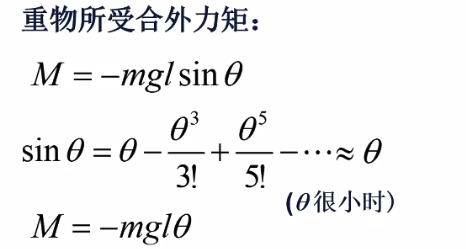 重物所受合外力矩：
M = −mgl sin θ
sin θ = θ − θ³/3! + θ⁵/5! − ⋯ ≈ θ
(θ很小时)
M = −mglθ